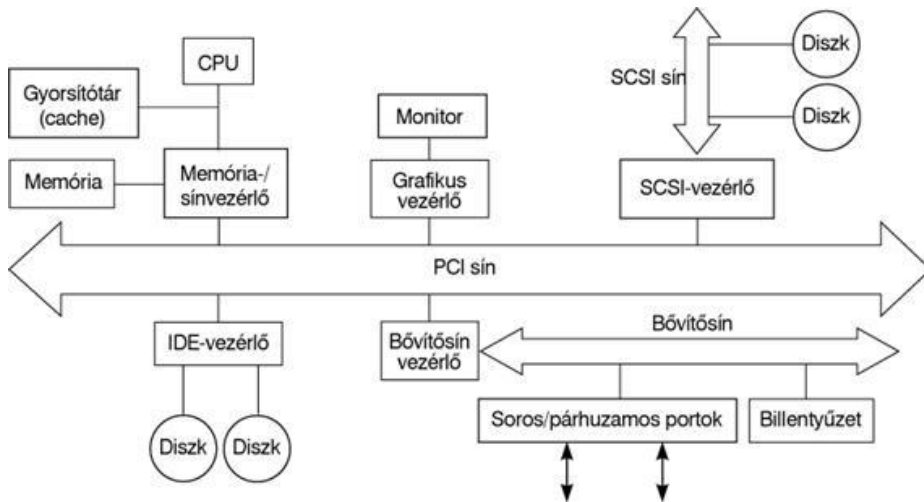 CPU
Diszk
SCSI sín
Gyorsítótár
(cache)
Monitor
Diszk
Memória
Memória-/
sínvezérlő
Grafikus
vezérlő
SCSI-vezérlő
PCI sín
IDE-vezérlő
Bővítősín
vezérlő
Bővítősín
Diszk
Diszk
Soros/párhuzamos portok
Billentyűzet